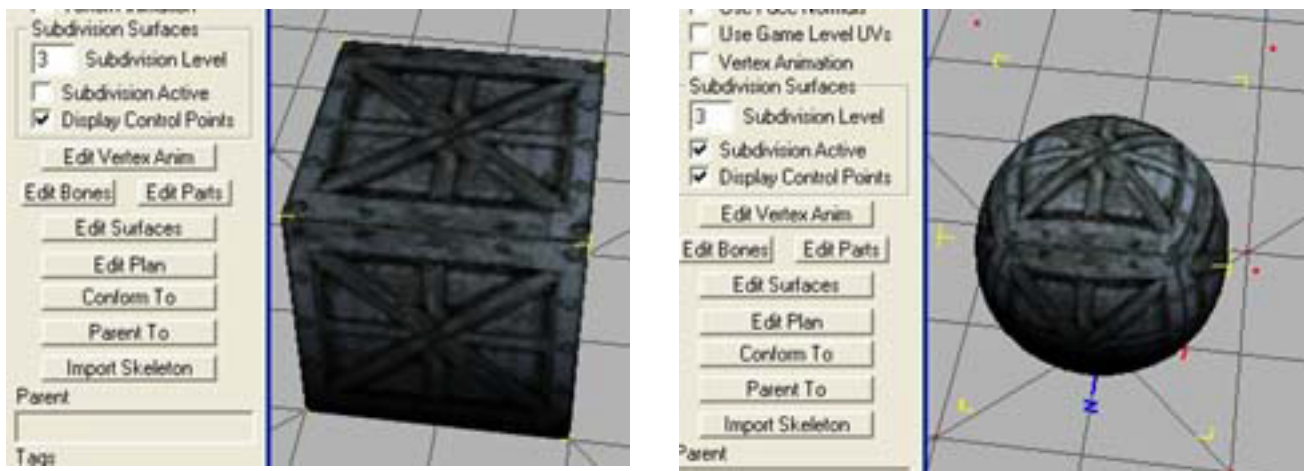 Subdivision Surfaces
3 Subdivision Level
Subdivision Active
Display Control Points
Edit Vertex Anim
Edit Bones Edit Parts
Edit Surfaces
Edit Plan
Conform To
Parent To
Import Skeleton
Parent
Tags
Use Face Normals
Use Game Level UVs
Vertex Animation
Subdivision Surfaces
3 Subdivision Level
Subdivision Active
Display Control Points
Edit Vertex Anim
Edit Bones Edit Parts
Edit Surfaces
Edit Plan
Conform To
Parent To
Import Skeleton
Parent
N